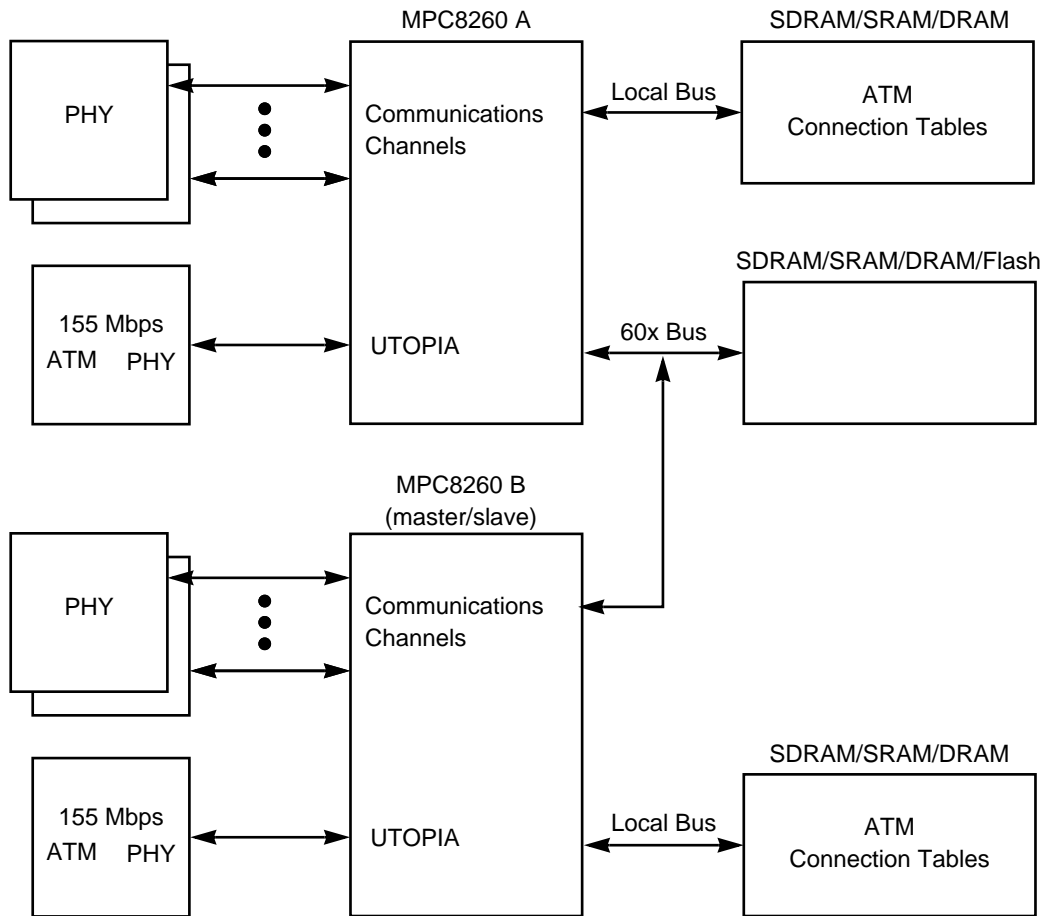 MPC8260 A
SDRAM/SRAM/DRAM
PHY
Communications
Channels
Local Bus
ATM
Connection Tables
SDRAM/SRAM/DRAM/Flash
155 Mbps
ATM PHY
UTOPIA
60x Bus
MPC8260 B
(master/slave)
PHY
Communications
Channels
SDRAM/SRAM/DRAM
155 Mbps
ATM PHY
UTOPIA
Local Bus
ATM
Connection Tables